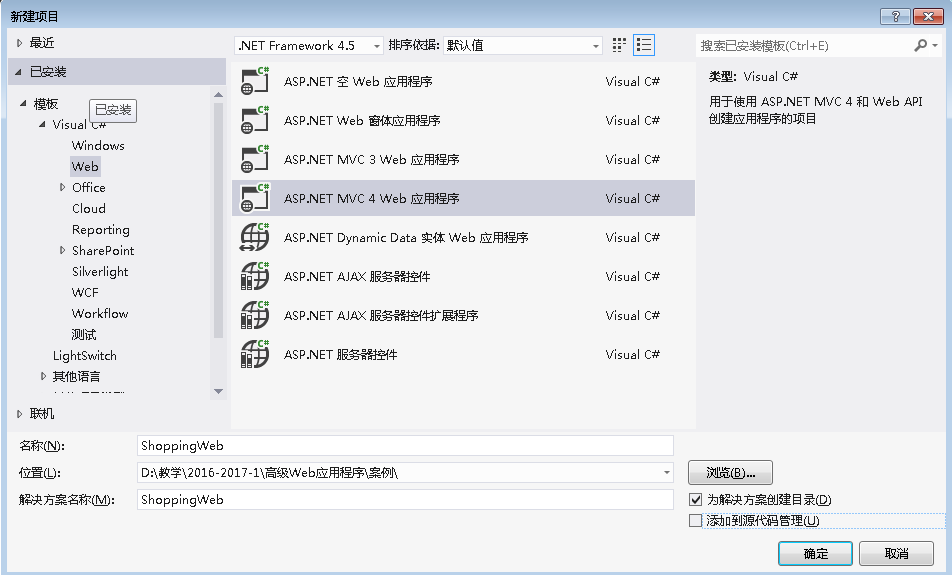 新建项目
最近
.NET Framework 4.5
排序依据:
默认值
搜索已安装模板(Ctrl+E)
已安装
模板
已安装
Visual C#
Windows
Web
Office
Cloud
Reporting
SharePoint
Silverlight
WCF
Workflow
测试
LightSwitch
其他语言
联机
ASP.NET 空 Web 应用程序 Visual C#
ASP.NET Web 窗体应用程序 Visual C#
ASP.NET MVC 3 Web 应用程序 Visual C#
ASP.NET MVC 4 Web 应用程序 Visual C#
ASP.NET Dynamic Data 实体 Web 应用程序 Visual C#
ASP.NET AJAX 服务器控件 Visual C#
ASP.NET AJAX 服务器控件扩展程序 Visual C#
ASP.NET 服务器控件 Visual C#
类型: Visual C#
用于使用 ASP.NET MVC 4 和 Web API
创建应用程序的项目
名称(N): ShoppingWeb
位置(L): D:\教学\2016-2017-1\高级Web应用程序\案例\
浏览(B)...
解决方案名称(M): ShoppingWeb
为解决方案创建目录(D)
添加到源代码管理(U)
确定
取消